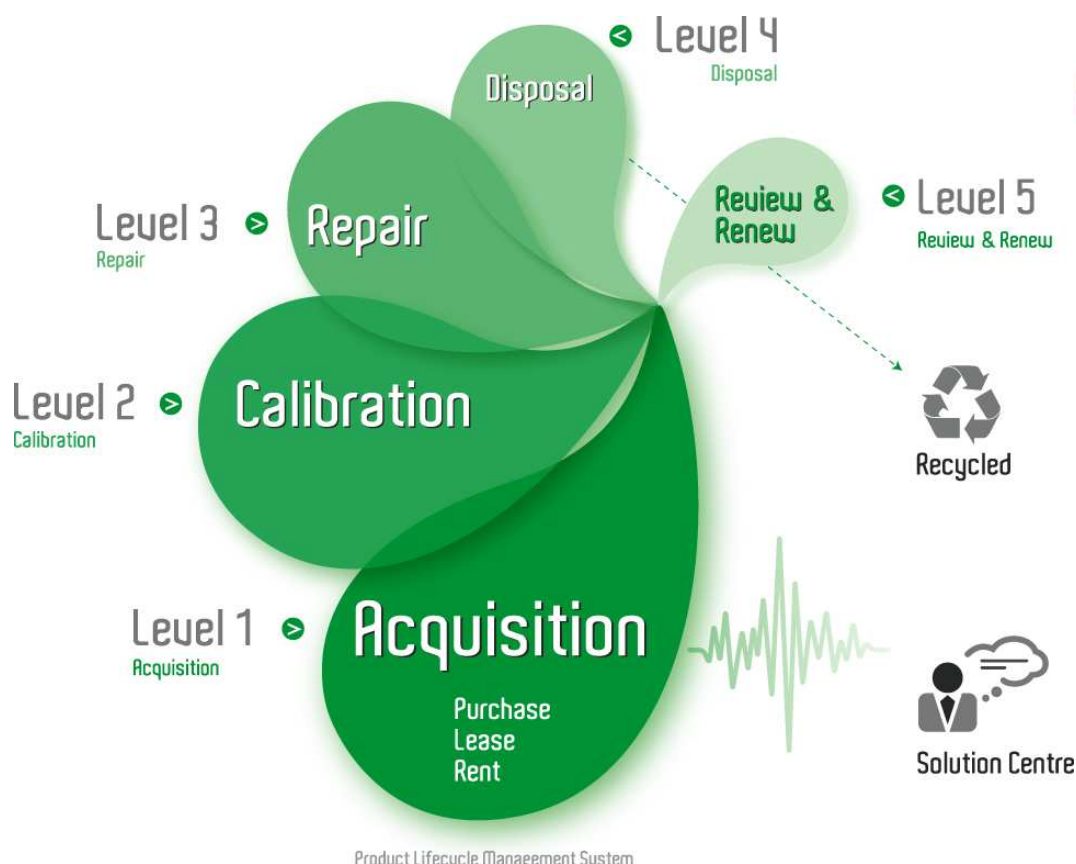 Level 4
Disposal
Disposal
Review &
Renew
Level 5
Review & Renew
Level 3
Repair
Repair
Level 2
Calibration
Calibration
Recycled
Level 1
Acquisition
Acquisition
Purchase
Lease
Rent
Solution Centre
Product Lifecycle Management System